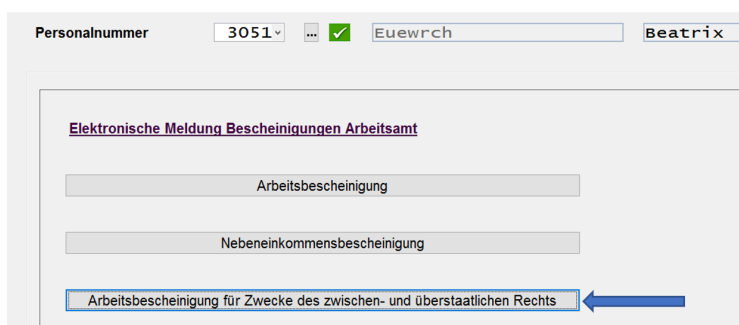 Personalnummer 3051 ... Euewrch Beatrix
Elektronische Meldung Bescheinigungen Arbeitsamt
Arbeitsbescheinigung
Nebeneinkommensbescheinigung
Arbeitsbescheinigung für Zwecke des zwischen- und überstaatlichen Rechts